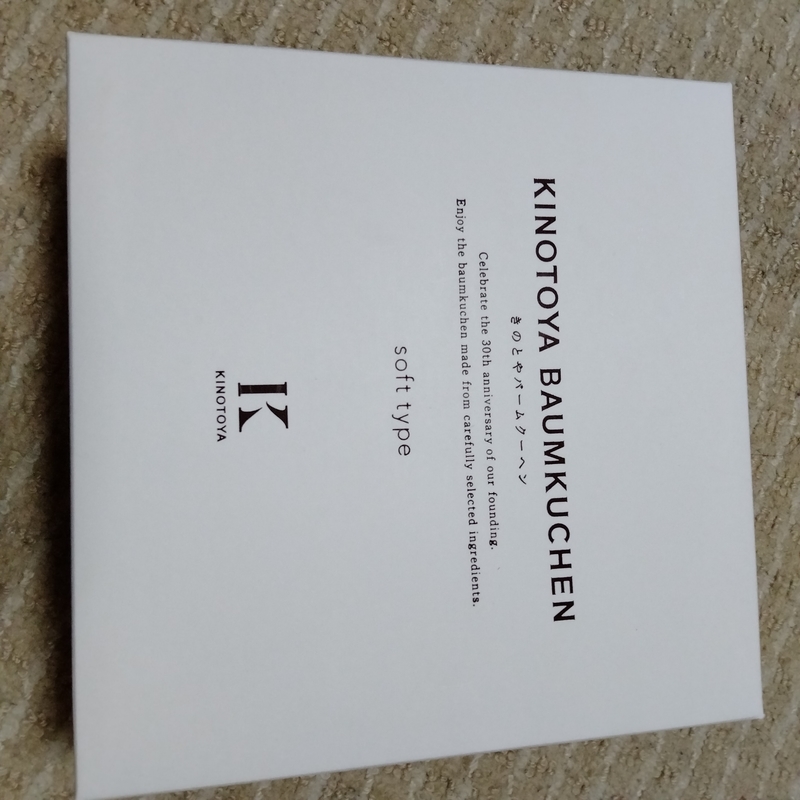 KINOTOYA BAUMKUCHEN
きのとやバームクーヘン
Celebrate the 30th anniversary of our founding.
Enjoy the baumkuchen made from carefully selected ingredients.
soft type
K
KINOTOYA